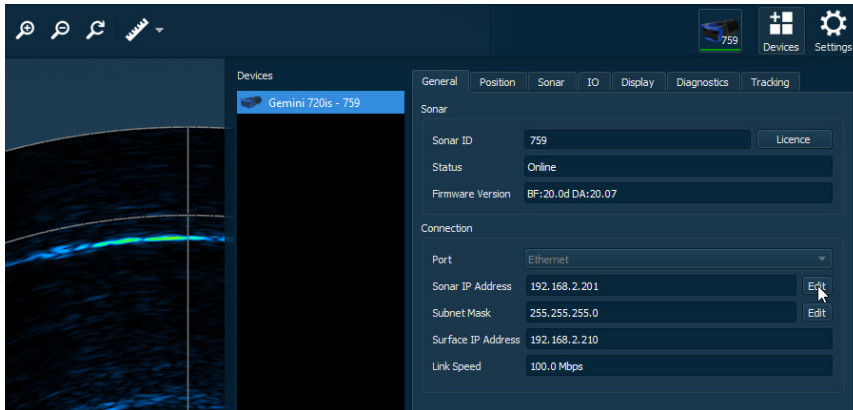 759
Devices
Settings
Devices
Gemini 720is - 759
General Position Sonar IO Display Diagnostics Tracking
Sonar
Sonar ID 759 Licence
Status Online
Firmware Version BF:20.0d DA:20.07
Connection
Port Ethernet
Sonar IP Address 192.168.2.201 Edit
Subnet Mask 255.255.255.0 Edit
Surface IP Address 192.168.2.210
Link Speed 100.0 Mbps